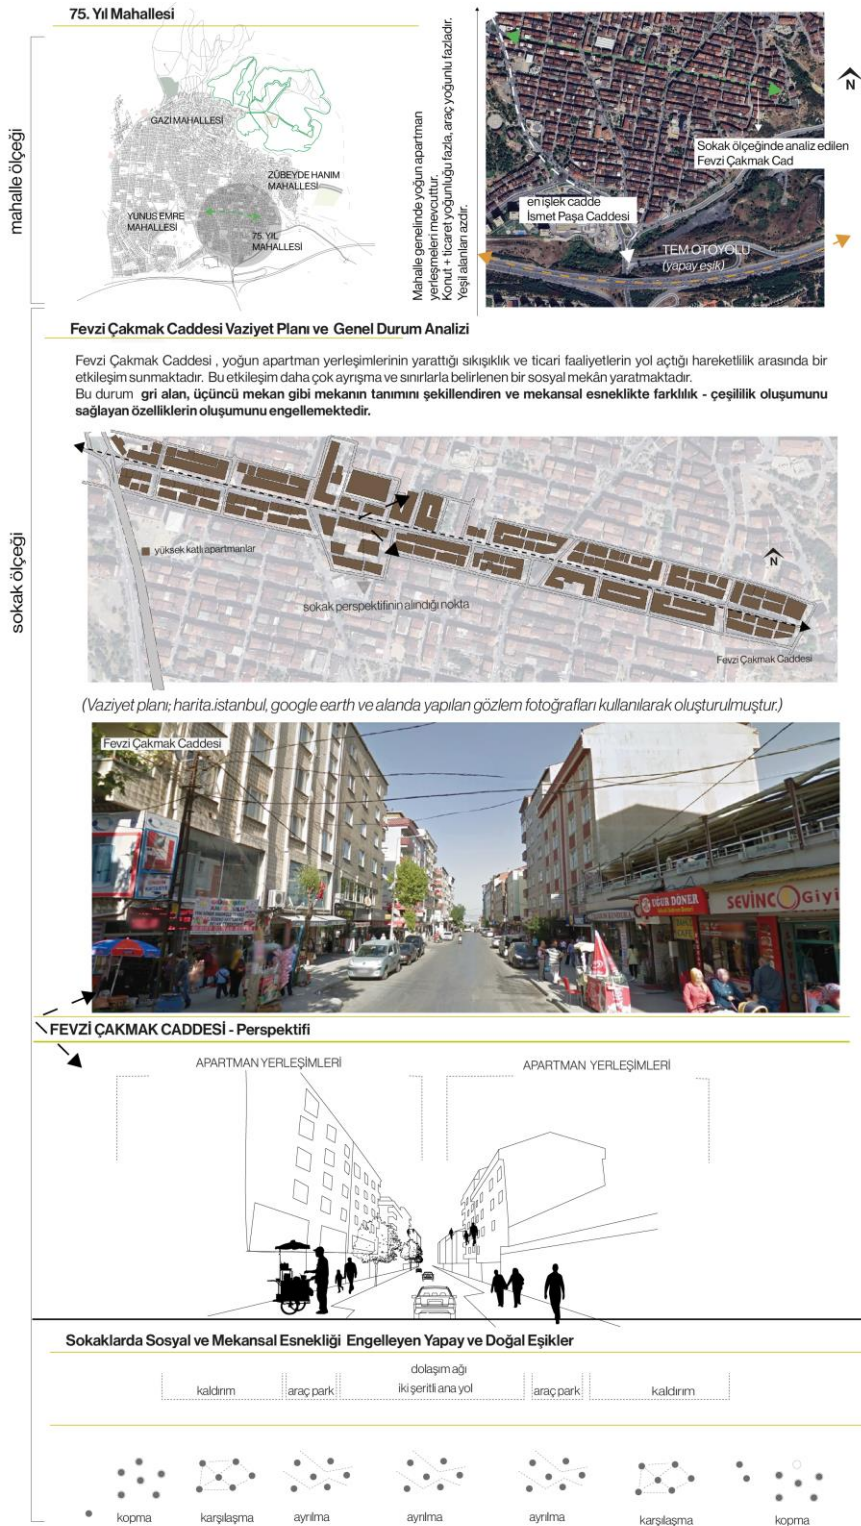 75. Yıl Mahallesi
mahalle ölçeği
GAZİ MAHALLESİ
ZÜBEYDE HANIM
MAHALLESİ
YUNUS EMRE
MAHALLESİ
75. YIL
MAHALLESİ
Mahalle genelinde yoğun apartman
yerleşmeleri mevcuttur.
Konut + ticaret yoğunluğu fazla, araç yoğunlu fazladır.
Yeşil alanları azdır.
N
Sokak ölçeğinde analiz edilen
Fevzi Çakmak Cad
en işlek cadde
İsmet Paşa Caddesi
TEM OTOYOLU
(yapay eşik)
sokak ölçeği
Fevzi Çakmak Caddesi Vaziyet Planı ve Genel Durum Analizi
Fevzi Çakmak Caddesi , yoğun apartman yerleşimlerinin yarattığı sıkışıklık ve ticari faaliyetlerin yol açtığı hareketlilik arasında bir
etkileşim sunmaktadır. Bu etkileşim daha çok ayrışma ve sınırlarla belirlenen bir sosyal mekân yaratmaktadır.
Bu durum gri alan, üçüncü mekan gibi mekanın tanımını şekillendiren ve mekansal esneklikte farklılık - çeşililik oluşumunu
sağlayan özelliklerin oluşumunu engellemektedir.
yüksek katlı apartmanlar
N
sokak perspektifinin alındığı nokta
Fevzi Çakmak Caddesi
(Vaziyet planı; harita.istanbul, google earth ve alanda yapılan gözlem fotoğrafları kullanılarak oluşturulmuştur.)
Fevzi Çakmak Caddesi
UĞUR DÖNER
SEVİNC Giyi
FEVZİ ÇAKMAK CADDESİ - Perspektifi
APARTMAN YERLEŞİMLERİ
APARTMAN YERLEŞİMLERİ
Sokaklarda Sosyal ve Mekansal Esnekliği Engelleyen Yapay ve Doğal Eşikler
dolaşım ağı
kaldırım
araç park
iki şeritli ana yol
araç park
kaldırım
kopma
karşılaşma
ayrılma
ayrılma
ayrılma
karşılaşma
kopma